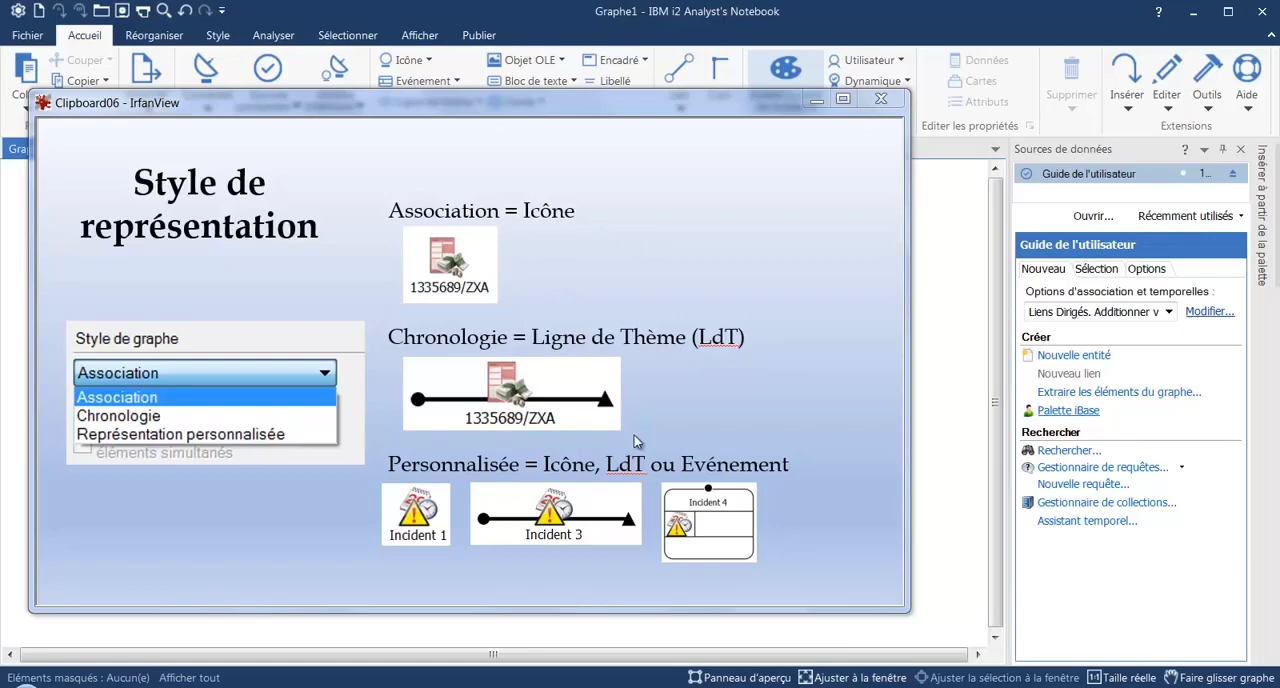 Graphe1 - IBM i2 Analyst's Notebook
Fichier Accueil Réorganiser Style Analyser Sélectionner Afficher Publier
Couper
Copier
Icône
Evénement
Objet OLE
Bloc de texte
Encadré
Libellé
Utilisateur
Dynamique
Données
Cartes
Attributs
Editer les propriétés
Supprimer
Insérer Editer Outils Aide
Extensions
Clipboard06 - IrfanView
Style de
représentation
Style de graphe
Association
Association
Chronologie
Représentation personnalisée
éléments simultanés
Association = Icône
1335689/ZXA
Chronologie = Ligne de Thème (LdT)
1335689/ZXA
Personnalisée = Icône, LdT ou Evénement
Incident 1
Incident 3
Incident 4
Sources de données
Guide de l'utilisateur 1...
Ouvrir... Récemment utilisés
Guide de l'utilisateur
Nouveau Sélection Options
Options d'association et temporelles :
Liens Dirigés. Additionner v Modifier...
Créer
Nouvelle entité
Nouveau lien
Extraire les éléments du graphe...
Palette iBase
Rechercher
Rechercher...
Gestionnaire de requêtes...
Nouvelle requête...
Gestionnaire de collections...
Assistant temporel...
Insérer à partir de la palette
Eléments masqués : Aucun(e) Afficher tout
Panneau d'aperçu Ajuster à la fenêtre Ajuster la sélection à la fenêtre Taille réelle Faire glisser graphe